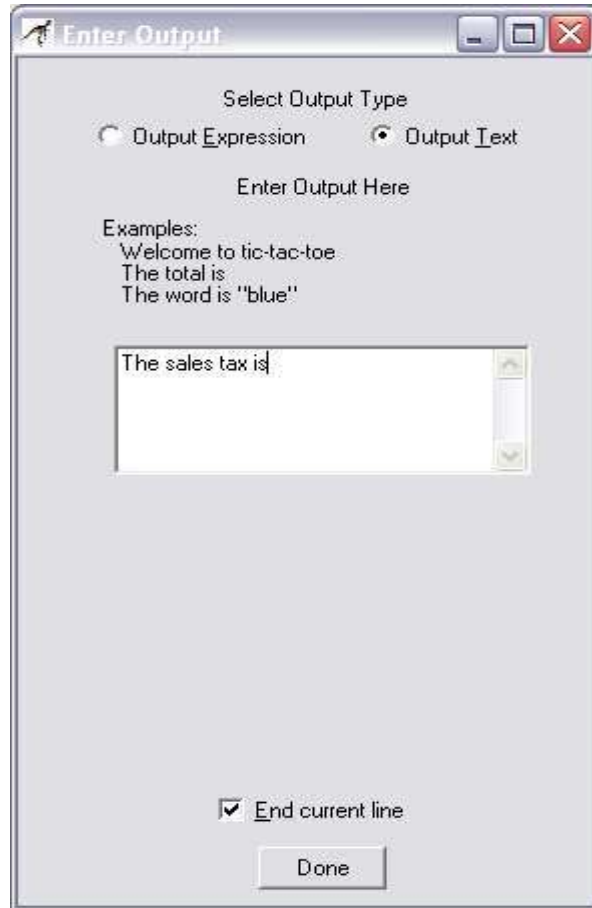 Enter Output
Select Output Type
Output Expression Output Text
Enter Output Here
Examples:
Welcome to tic-tac-toe
The total is
The word is "blue"
The sales tax is
End current line
Done